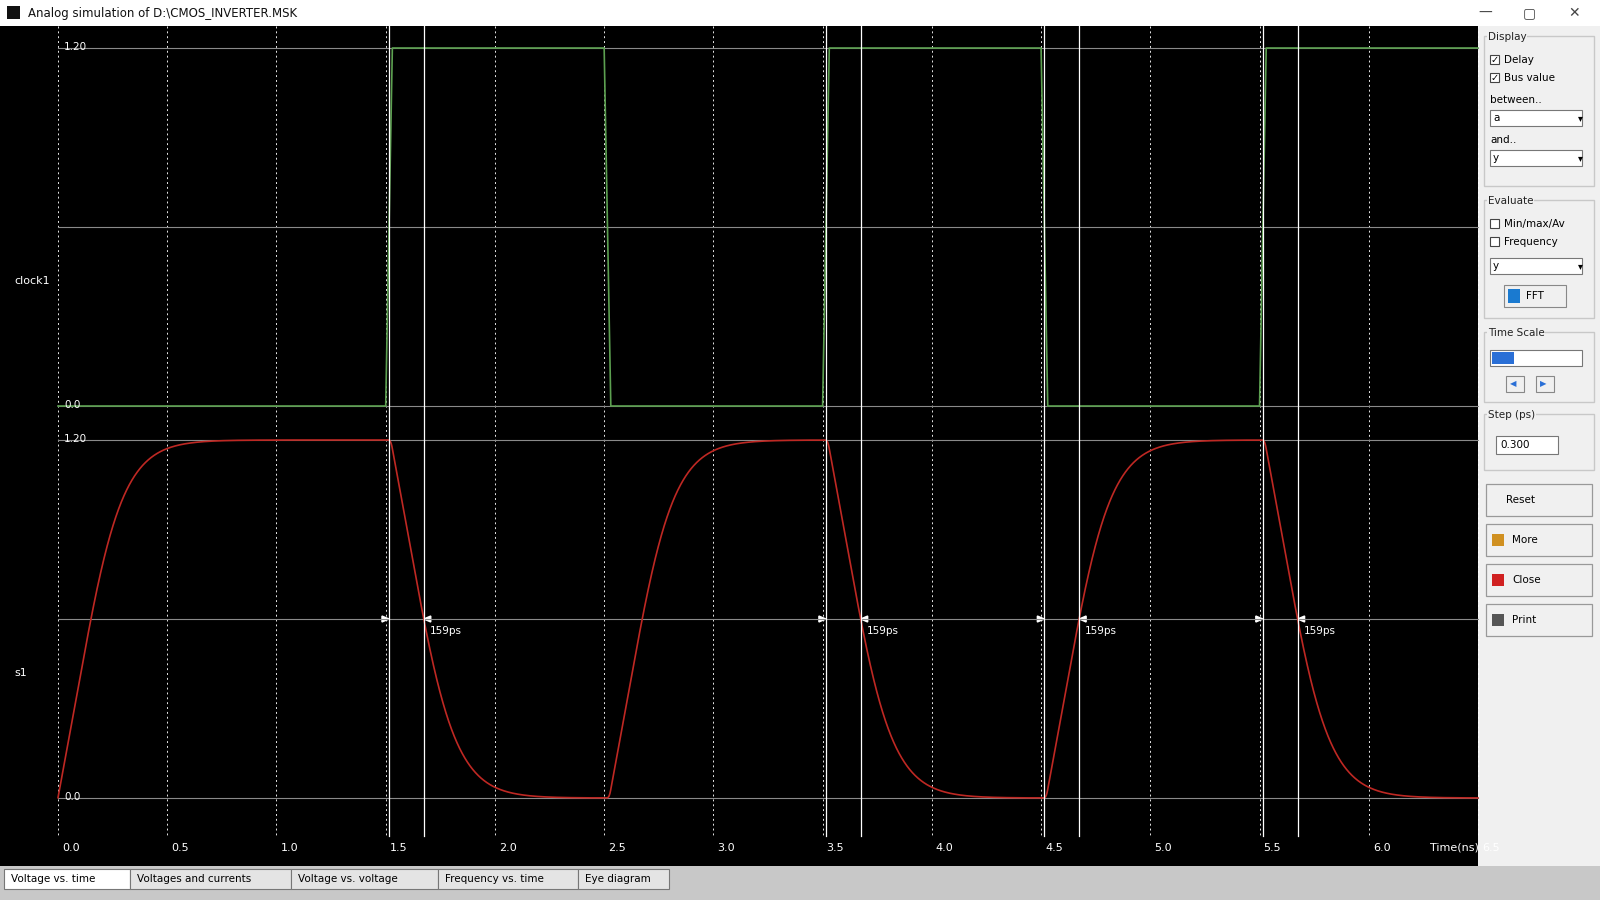 Analog simulation of D:\CMOS_INVERTER.MSK
1.20
clock1
0.0
1.20
159ps 159ps 159ps 159ps
s1
0.0
0.0 0.5 1.0 1.5 2.0 2.5 3.0 3.5 4.0 4.5 5.0 5.5 6.0 Time(ns)
Display
Delay
Bus value
between..
a
and..
y
Evaluate
Min/max/Av
Frequency
y
FFT
Time Scale
Step (ps)
0.300
Reset
More
Close
Print
Voltage vs. time Voltages and currents Voltage vs. voltage Frequency vs. time Eye diagram